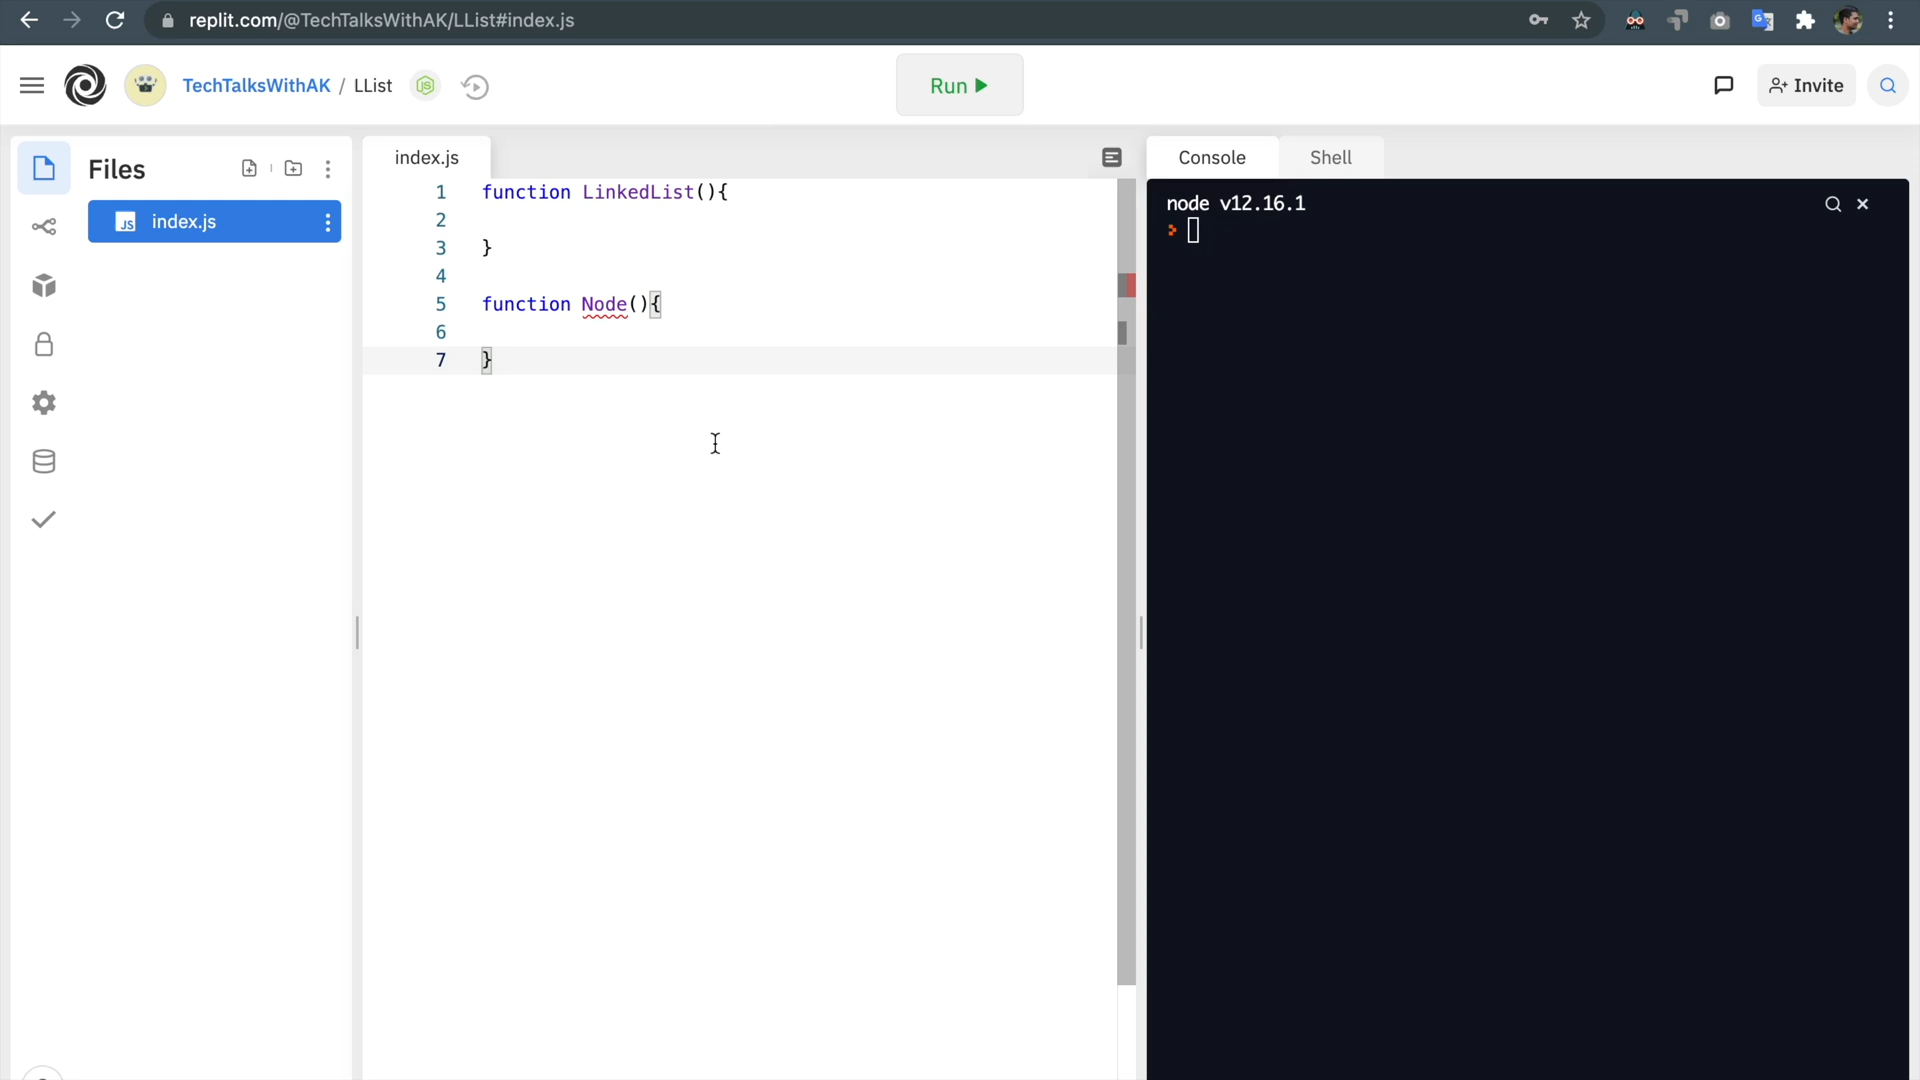 replit.com/@TechTalksWithAK/LList#index.js
TechTalksWithAK / LList
Run
Invite
Files
index.js
Console
Shell
JS index.js
1 function LinkedList(){
2
3 }
4
5 function Node(){
6
7 }
node v12.16.1